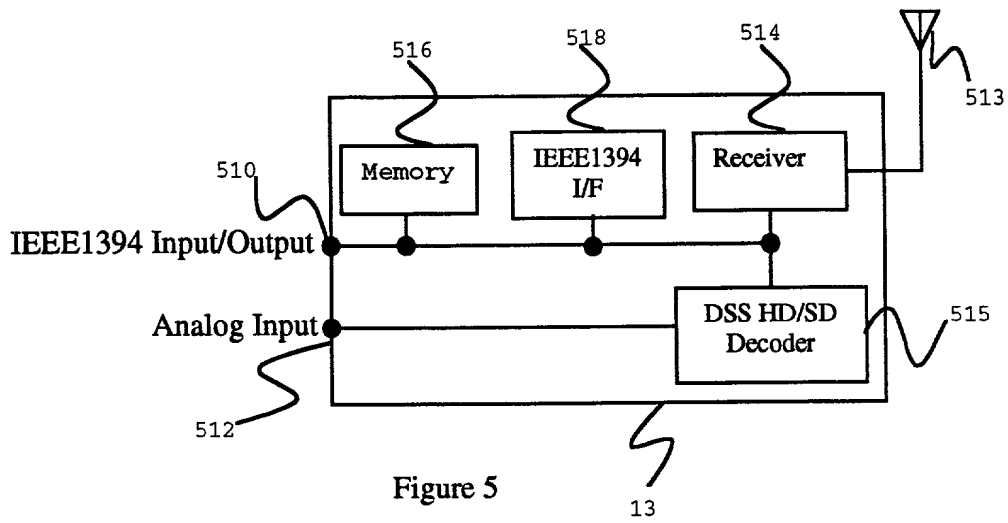 516
518
514
513
Memory
IEEE1394
I/F
Receiver
510
IEEE1394 Input/Output
Analog Input
DSS HD/SD
Decoder
515
512
Figure 5
13